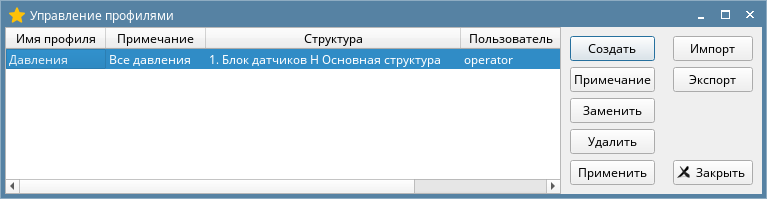 Управление профилями
Имя профиля Примечание Структура Пользователь
Давления Все давления 1. Блок датчиков Н Основная структура operator
Создать Импорт
Примечание Экспорт
Заменить
Удалить
Применить Закрыть